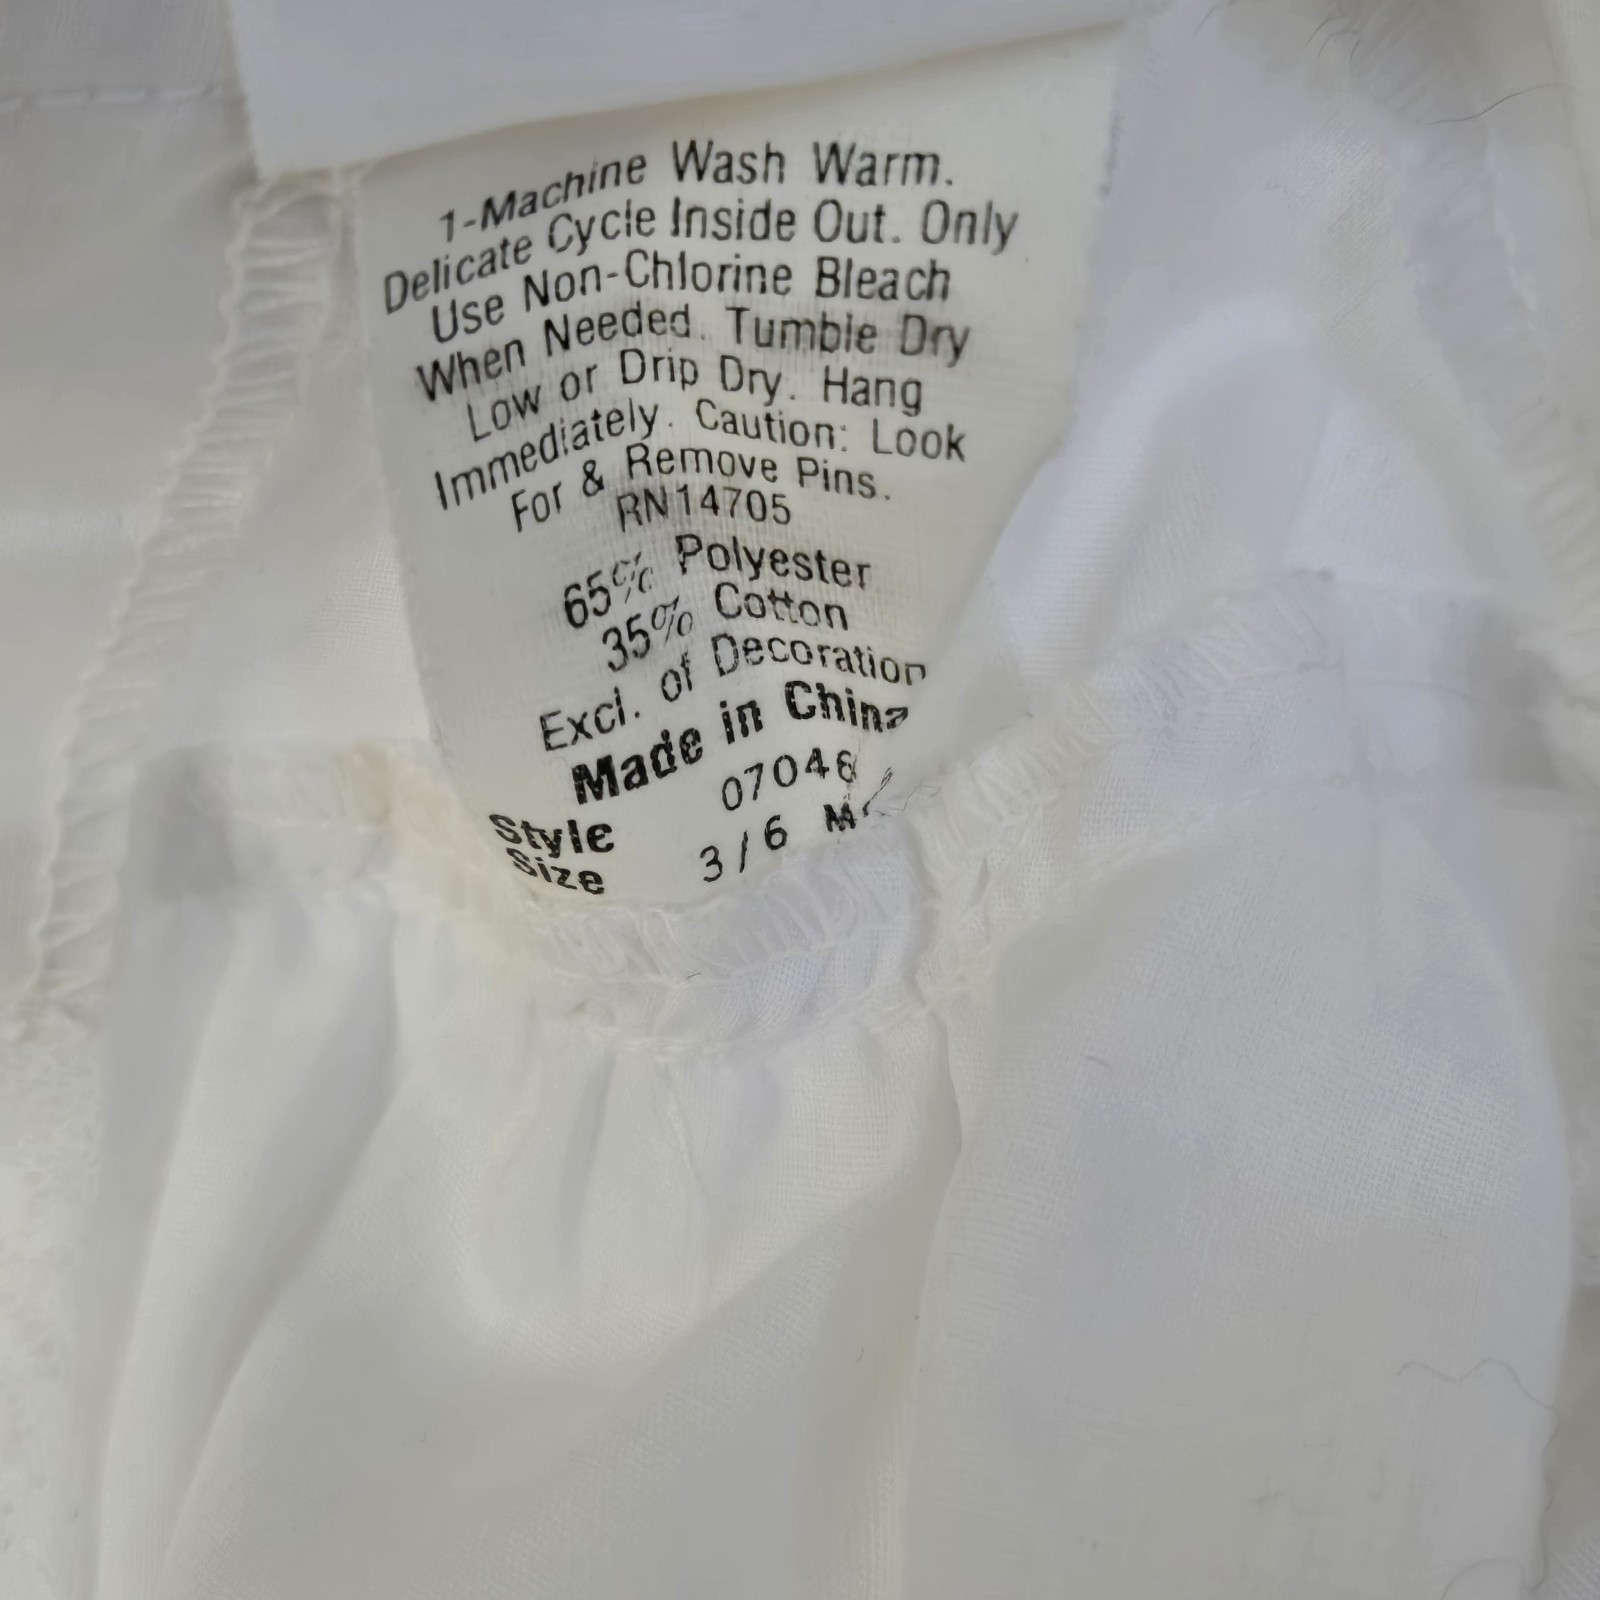 1-Machine Wash Warm.
Delicate Cycle Inside Out. Only
Use Non-Chlorine Bleach
When Needed. Tumble Dry
Low or Drip Dry. Hang
Immediately. Caution: Look
For & Remove Pins.
RN14705
65% Polyester
35% Cotton
Excl. of Decoration
Made in China
Style 07046
Size 3/6 M